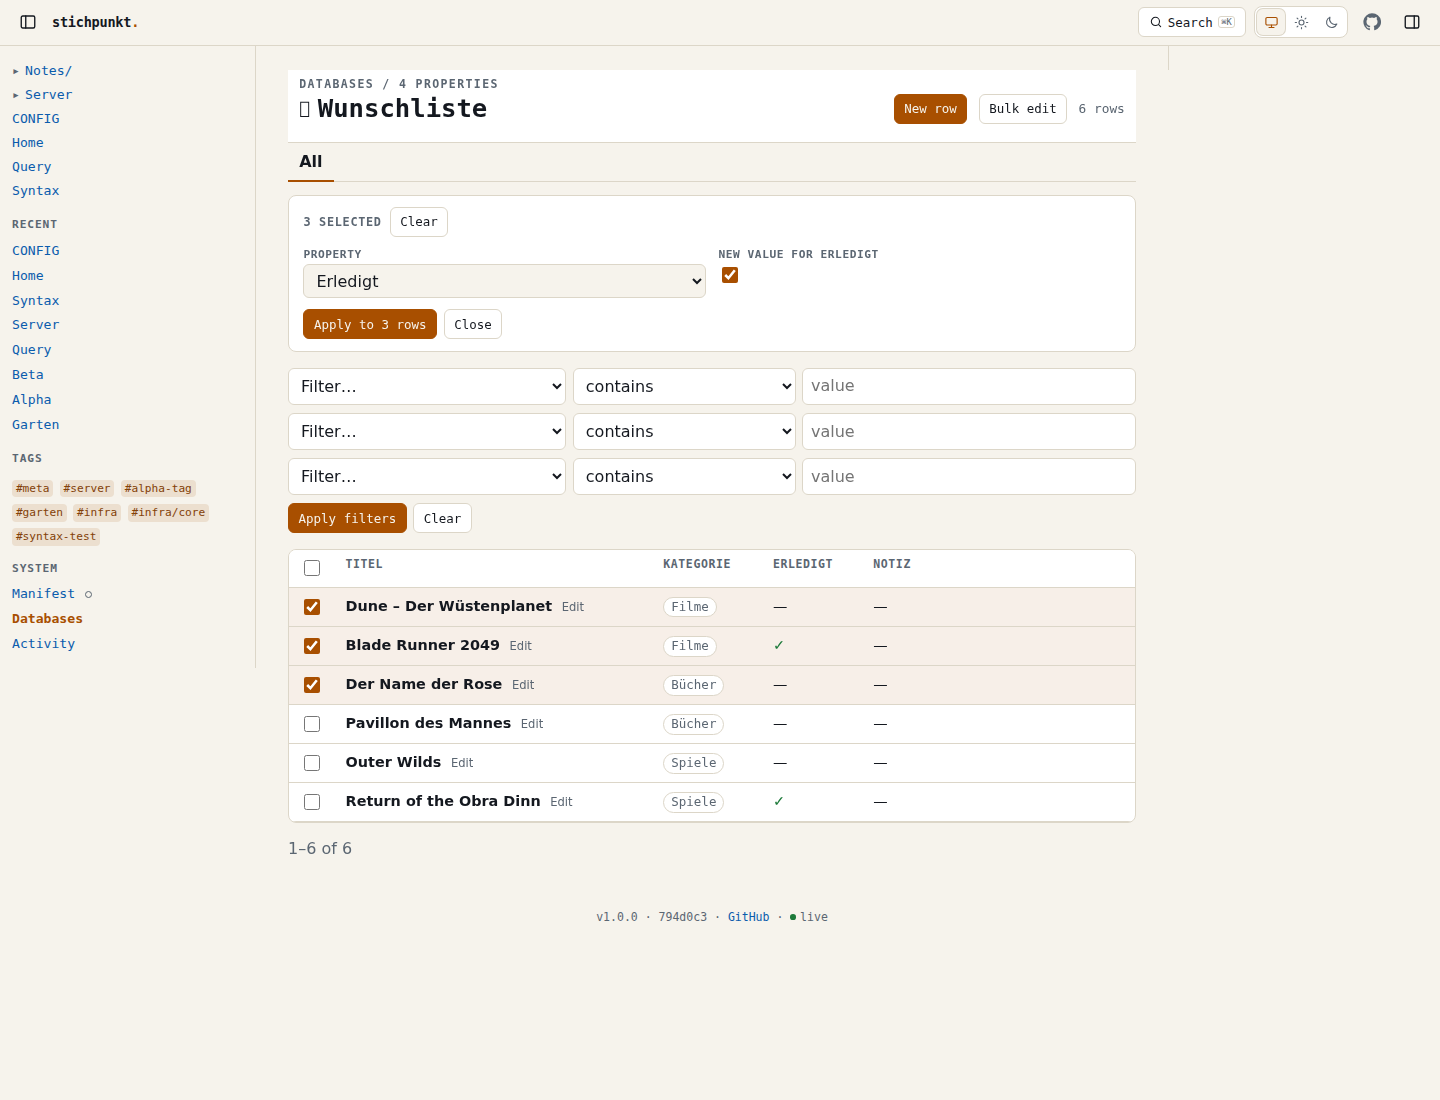 stichpunkt.
Search ⌘K
▸ Notes/
▸ Server
CONFIG
Home
Query
Syntax
RECENT
CONFIG
Home
Syntax
Server
Query
Beta
Alpha
Garten
TAGS
#meta #server #alpha-tag
#garten #infra #infra/core
#syntax-test
SYSTEM
Manifest
Databases
Activity
DATABASES / 4 PROPERTIES
Wunschliste
New row Bulk edit 6 rows
All
3 SELECTED Clear
PROPERTY NEW VALUE FOR ERLEDIGT
Erledigt
Apply to 3 rows Close
Filter… contains value
Filter… contains value
Filter… contains value
Apply filters Clear
TITEL KATEGORIE ERLEDIGT NOTIZ
Dune – Der Wüstenplanet Edit Filme — —
Blade Runner 2049 Edit Filme ✓ —
Der Name der Rose Edit Bücher — —
Pavillon des Mannes Edit Bücher — —
Outer Wilds Edit Spiele — —
Return of the Obra Dinn Edit Spiele ✓ —
1–6 of 6
v1.0.0 · 794d0c3 · GitHub · live